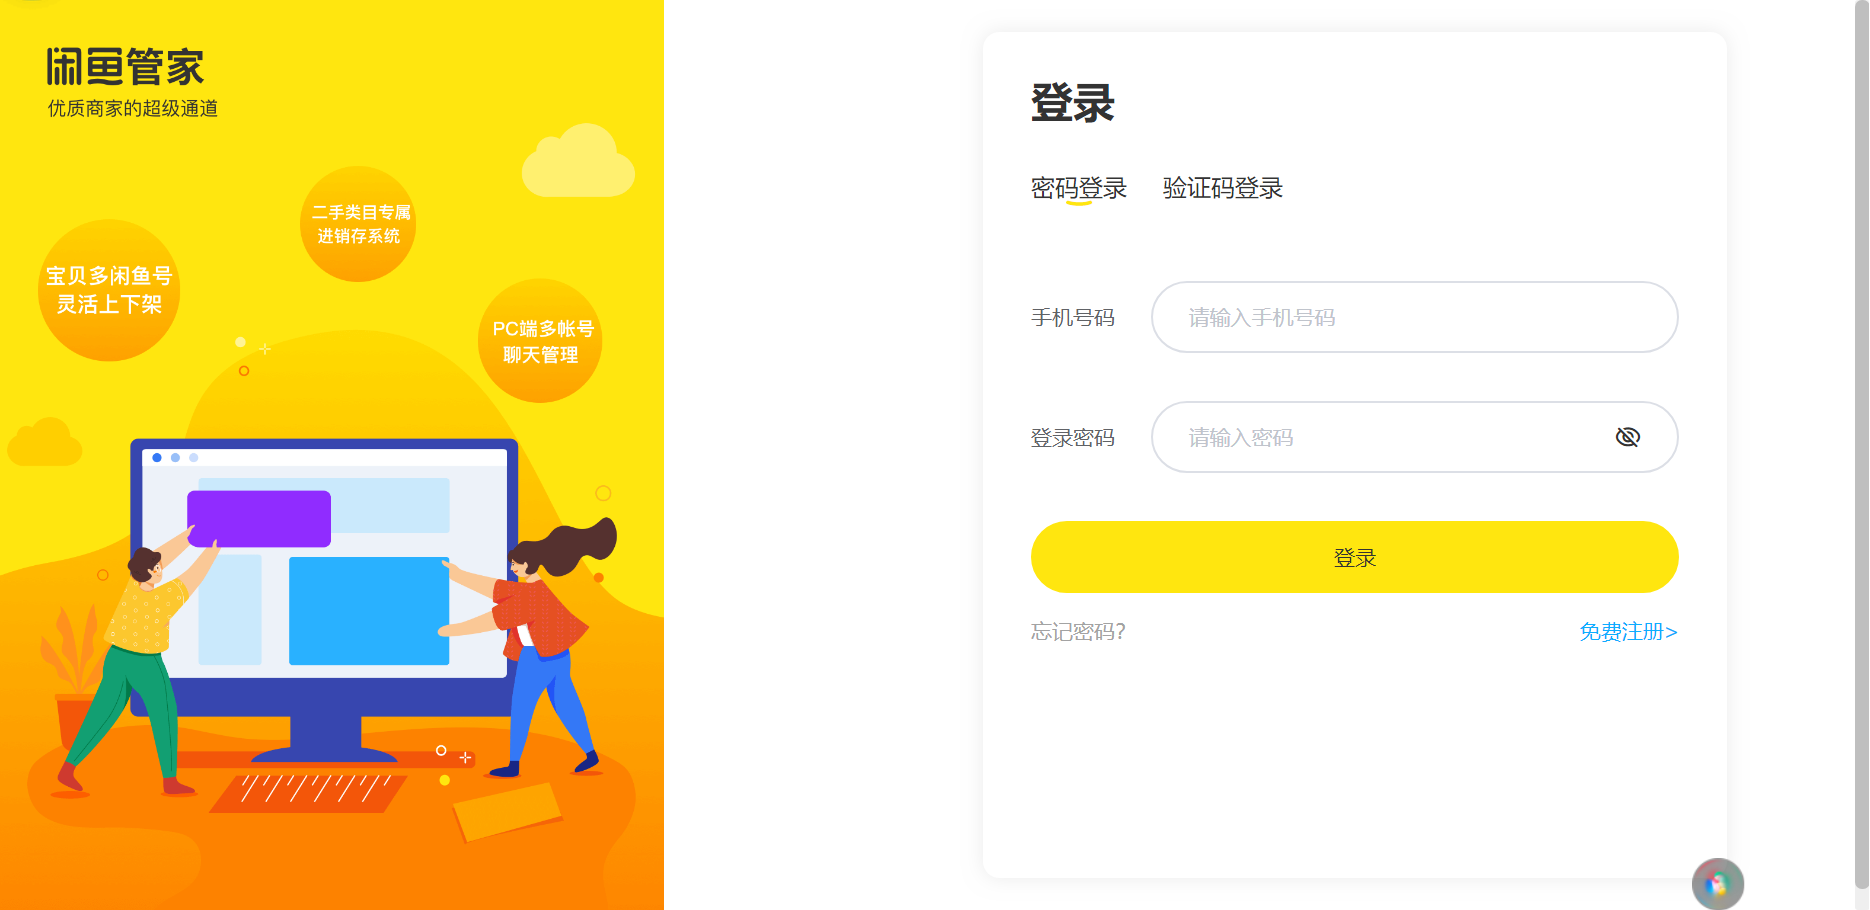 闲鱼管家
优质商家的超级通道
二手类目专属
进销存系统
宝贝多闲鱼号
灵活上下架
PC端多帐号
聊天管理
登录
密码登录
验证码登录
手机号码
请输入手机号码
登录密码
请输入密码
登录
忘记密码?
免费注册>